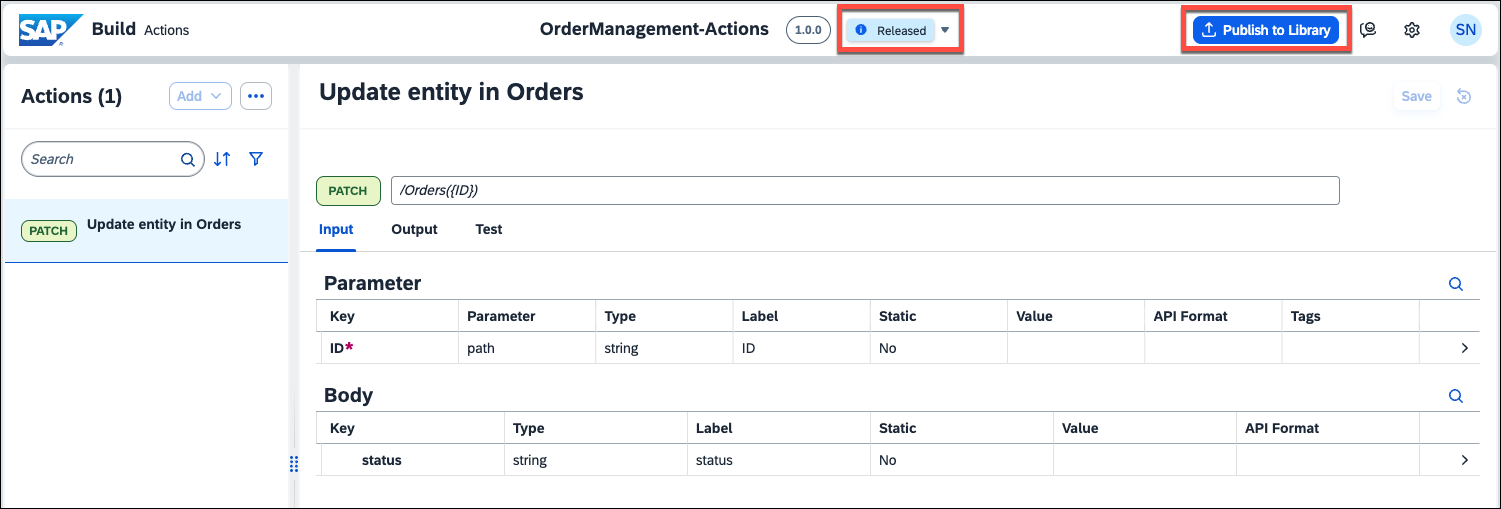 SAP Build Actions OrderManagement-Actions 1.0.0 Released Publish to Library SN
Actions (1) Add Update entity in Orders Save
Search
PATCH /Orders({ID})
PATCH Update entity in Orders
Input Output Test
Parameter
Key Parameter Type Label Static Value API Format Tags
ID* path string ID No
Body
Key Type Label Static Value API Format
status string status No